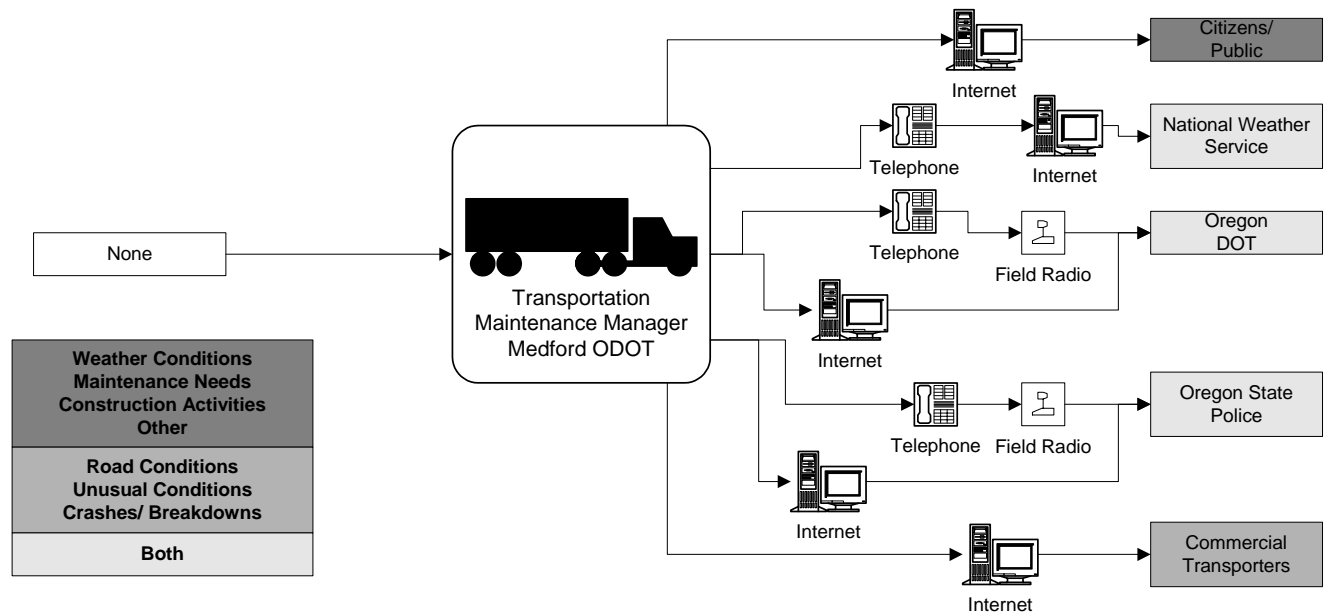 Citizens/
Public
Internet
National Weather
Service
Telephone
Internet
Oregon
DOT
Telephone
Field Radio
None
Transportation
Maintenance Manager
Medford ODOT
Internet
Weather Conditions
Maintenance Needs
Construction Activities
Other
Road Conditions
Unusual Conditions
Crashes/ Breakdowns
Both
Oregon State
Police
Telephone
Field Radio
Internet
Commercial
Transporters
Internet